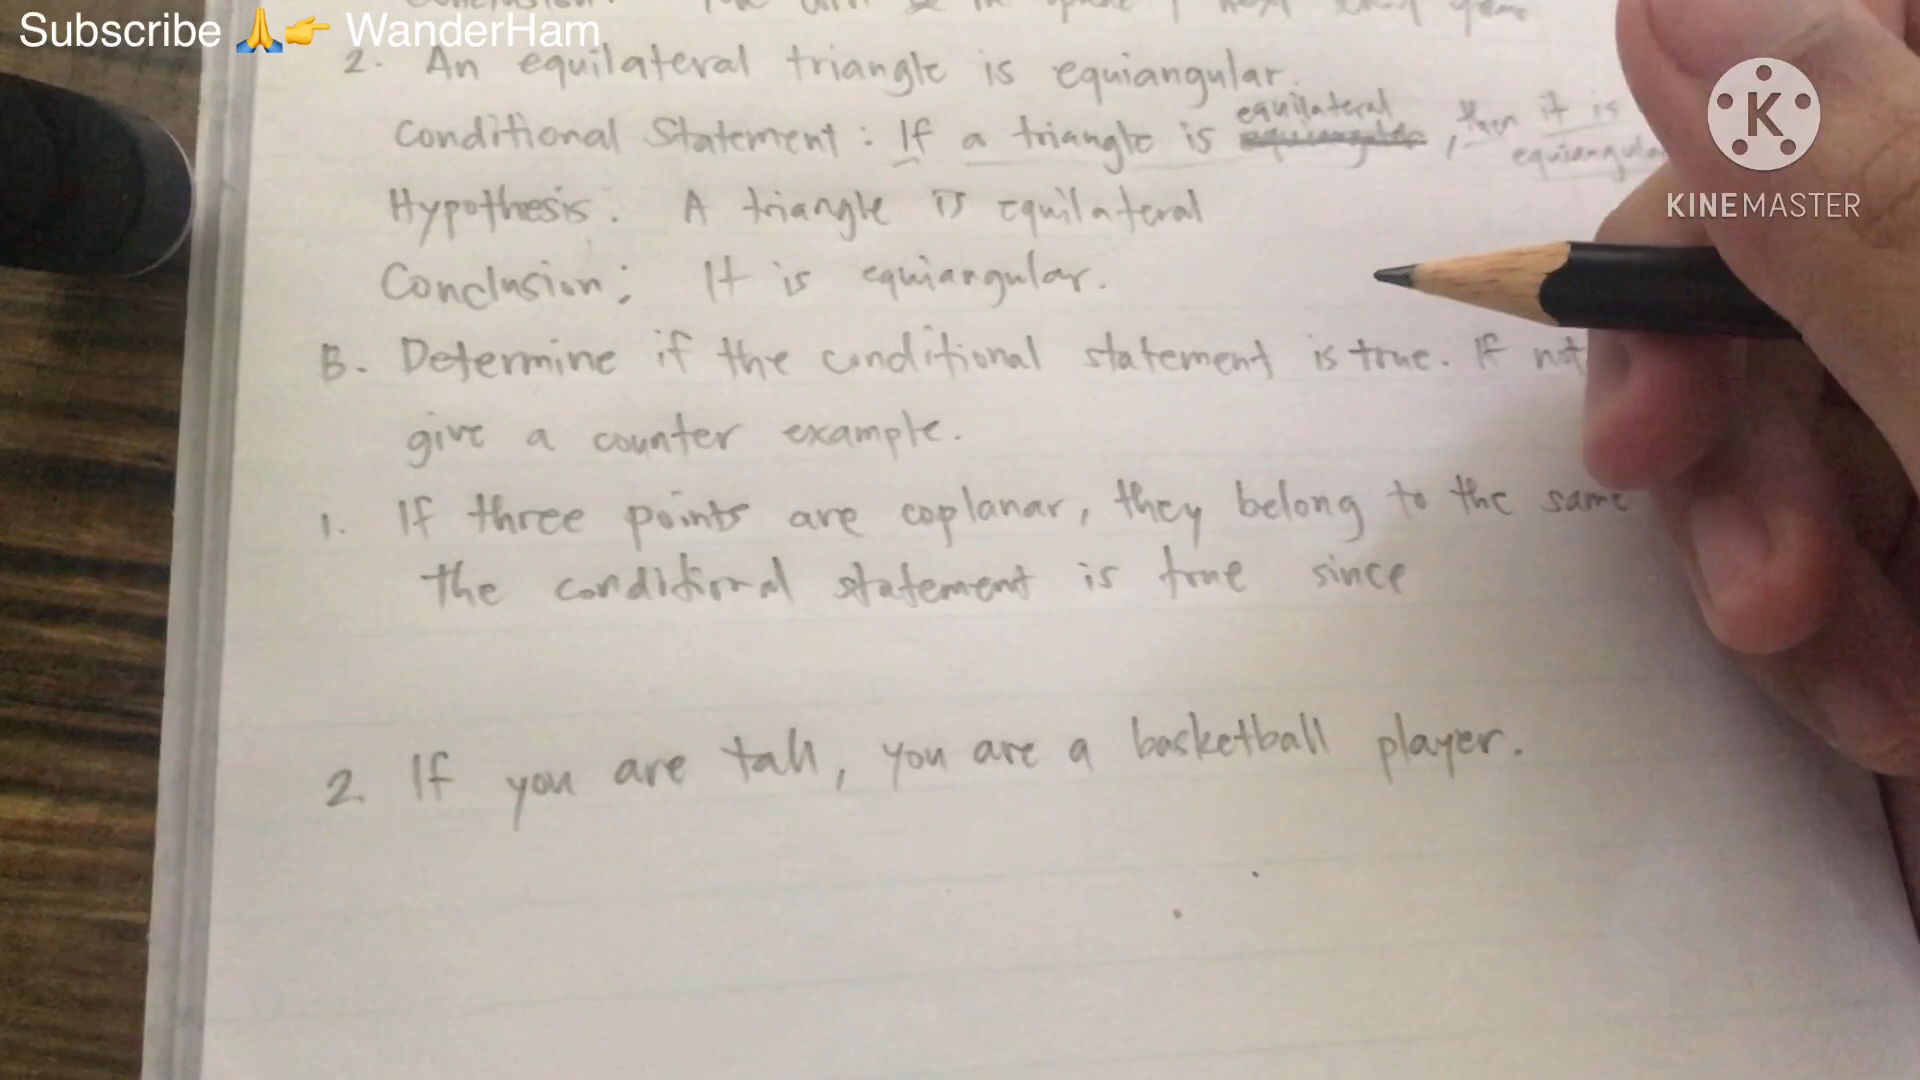 Subscribe 🙏👉 WanderHam
2. An equilateral triangle is equiangular.
Conditional Statement: If a triangle is equilateral, then it is
equiangular
Hypothesis: A triangle is equilateral
Conclusion: It is equiangular.
B. Determine if the conditional statement is true. If not
give a counter example.
1. If three points are coplanar, they belong to the same
the conditional statement is true since
2. If you are tall, you are a basketball player.
K
KINEMASTER